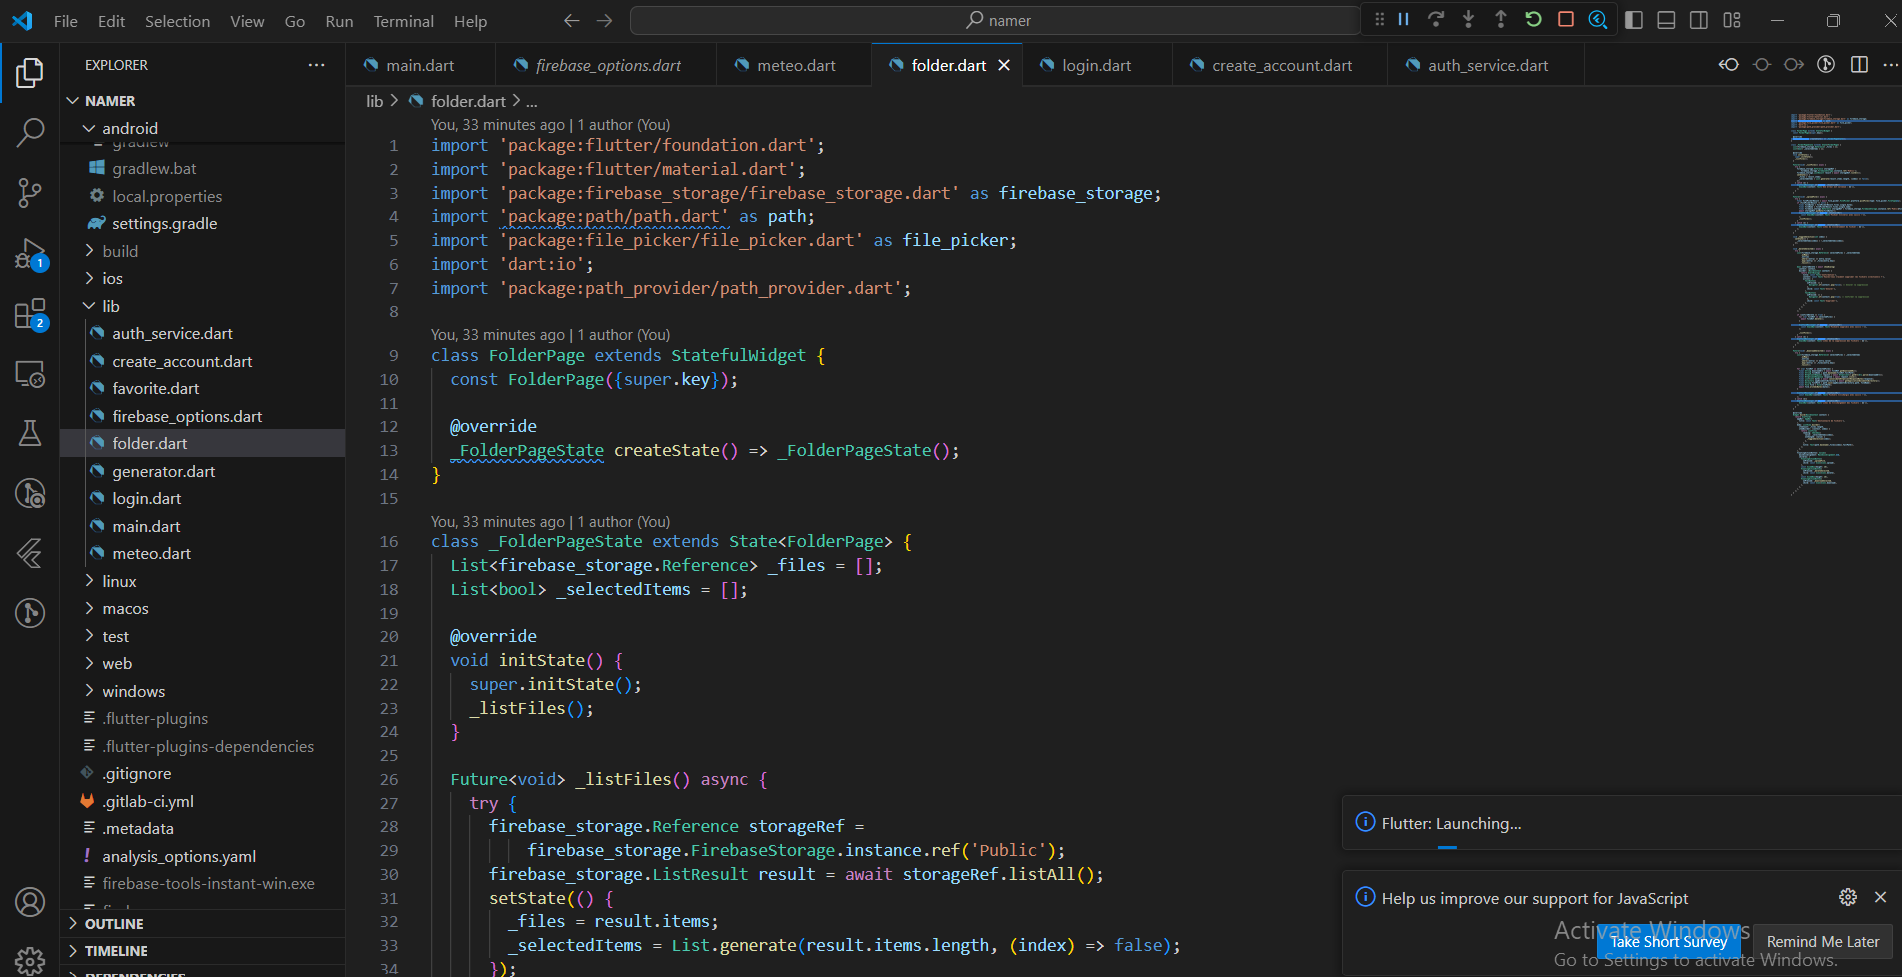 File Edit Selection View Go Run Terminal Help
namer
EXPLORER
NAMER
android
gradlew
gradlew.bat
local.properties
settings.gradle
build
ios
lib
auth_service.dart
create_account.dart
favorite.dart
firebase_options.dart
folder.dart
generator.dart
login.dart
main.dart
meteo.dart
linux
macos
test
web
windows
.flutter-plugins
.flutter-plugins-dependencies
.gitignore
.gitlab-ci.yml
.metadata
analysis_options.yaml
firebase-tools-instant-win.exe
OUTLINE
TIMELINE
DEPENDENCIES
1
2
main.dart firebase_options.dart meteo.dart folder.dart login.dart create_account.dart auth_service.dart
lib > folder.dart > ...
You, 33 minutes ago | 1 author (You)
1 import 'package:flutter/foundation.dart';
2 import 'package:flutter/material.dart';
3 import 'package:firebase_storage/firebase_storage.dart' as firebase_storage;
4 import 'package:path/path.dart' as path;
5 import 'package:file_picker/file_picker.dart' as file_picker;
6 import 'dart:io';
7 import 'package:path_provider/path_provider.dart';
8
You, 33 minutes ago | 1 author (You)
9 class FolderPage extends StatefulWidget {
10 const FolderPage({super.key});
11
12 @override
13 _FolderPageState createState() => _FolderPageState();
14 }
15
You, 33 minutes ago | 1 author (You)
16 class _FolderPageState extends State<FolderPage> {
17 List<firebase_storage.Reference> _files = [];
18 List<bool> _selectedItems = [];
19
20 @override
21 void initState() {
22 super.initState();
23 _listFiles();
24 }
25
26 Future<void> _listFiles() async {
27 try {
28 firebase_storage.Reference storageRef =
29 firebase_storage.FirebaseStorage.instance.ref('Public');
30 firebase_storage.ListResult result = await storageRef.listAll();
31 setState(() {
32 _files = result.items;
33 _selectedItems = List.generate(result.items.length, (index) => false);
34 });
Flutter: Launching...
Help us improve our support for JavaScript
Take Short Survey
Remind Me Later
Activate Windows
Go to Settings to activate Windows.